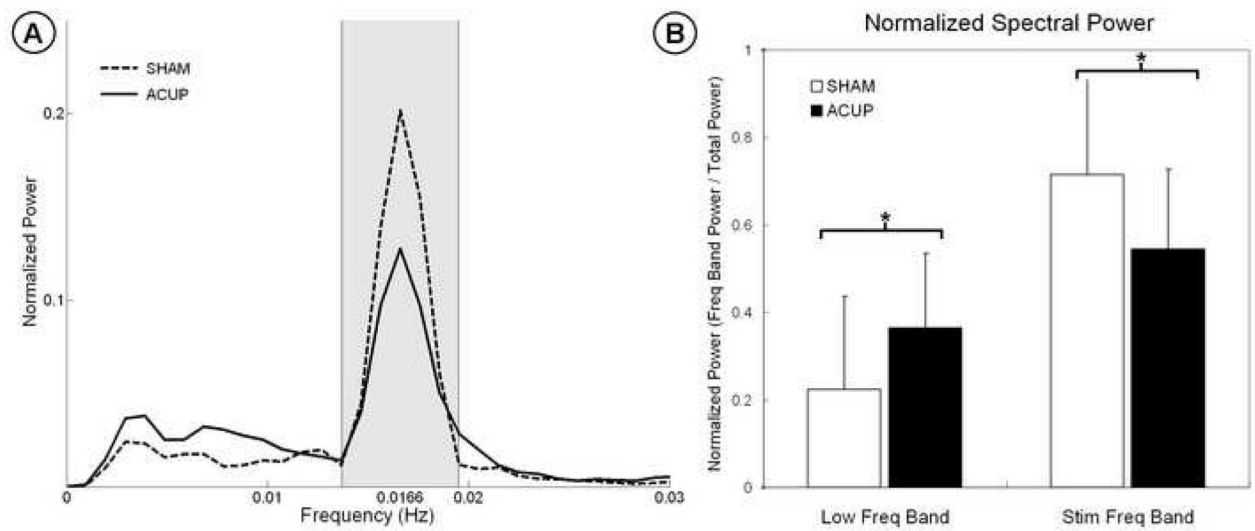 A
SHAM
ACUP
Normalized Power
0.2
0.1
0
0.01
0.0166
0.02
0.03
Frequency (Hz)
B
Normalized Spectral Power
Normalized Power (Freq Band Power / Total Power)
1
0.8
0.6
0.4
0.2
0
SHAM
ACUP
*
*
Low Freq Band
Stim Freq Band